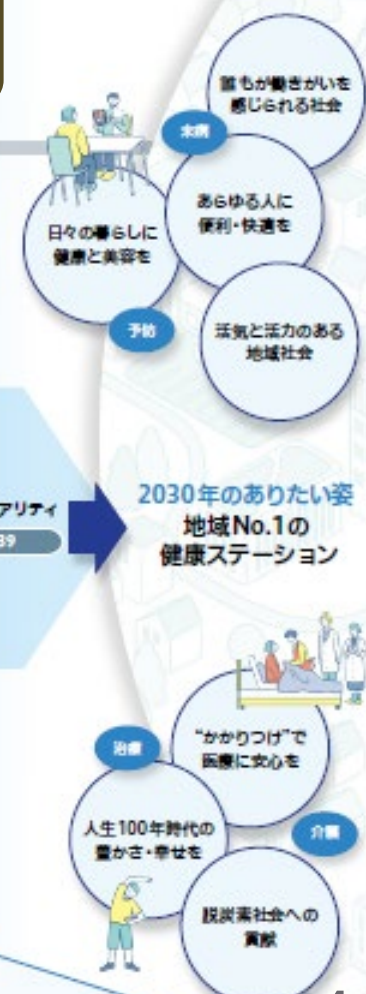 誰もが働きがいを
感じられる社会
未病
あらゆる人に
便利・快適を
日々の暮らしに
健康と美容を
予防
活気と活力のある
地域社会
アリティ
39
2030年のありたい姿
地域No.1の
健康ステーション
“かかりつけ”で
医療に安心を
治療
人生100年時代の
豊かさ・幸せを
介護
脱炭素社会への
貢献